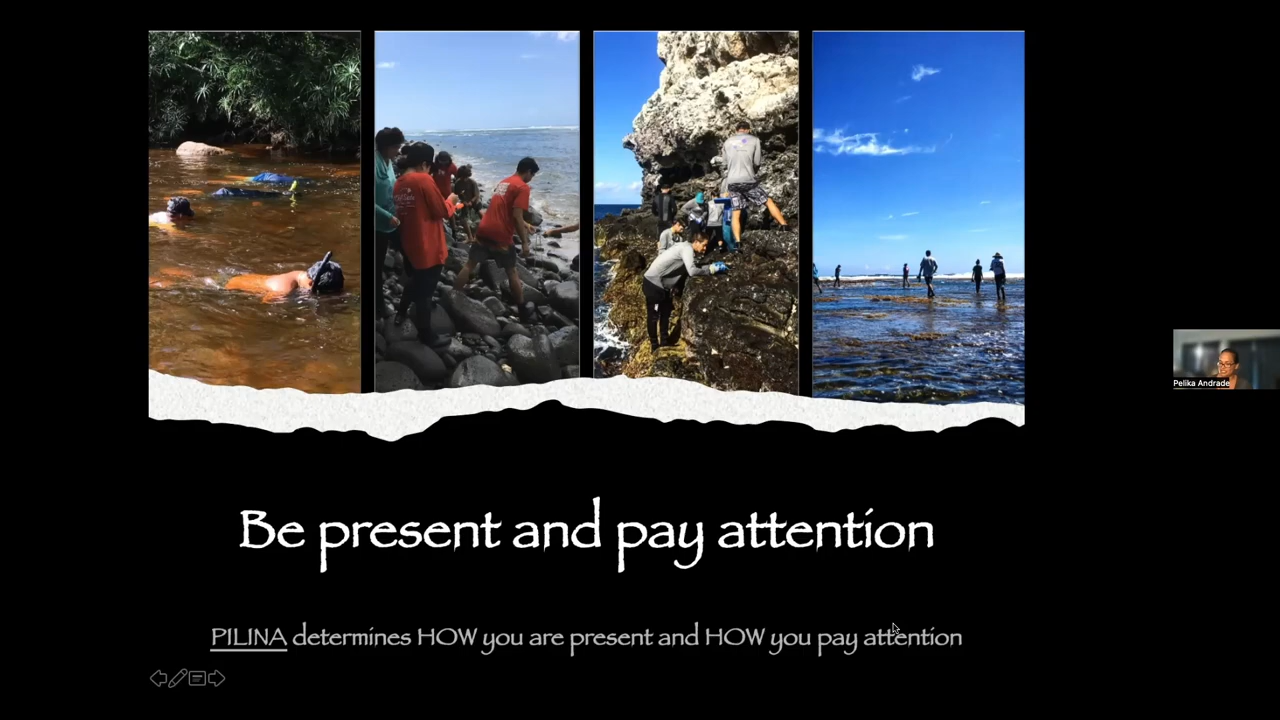 Pelika Andrade
Be present and pay attention
PILINA determines HOW you are present and HOW you pay attention